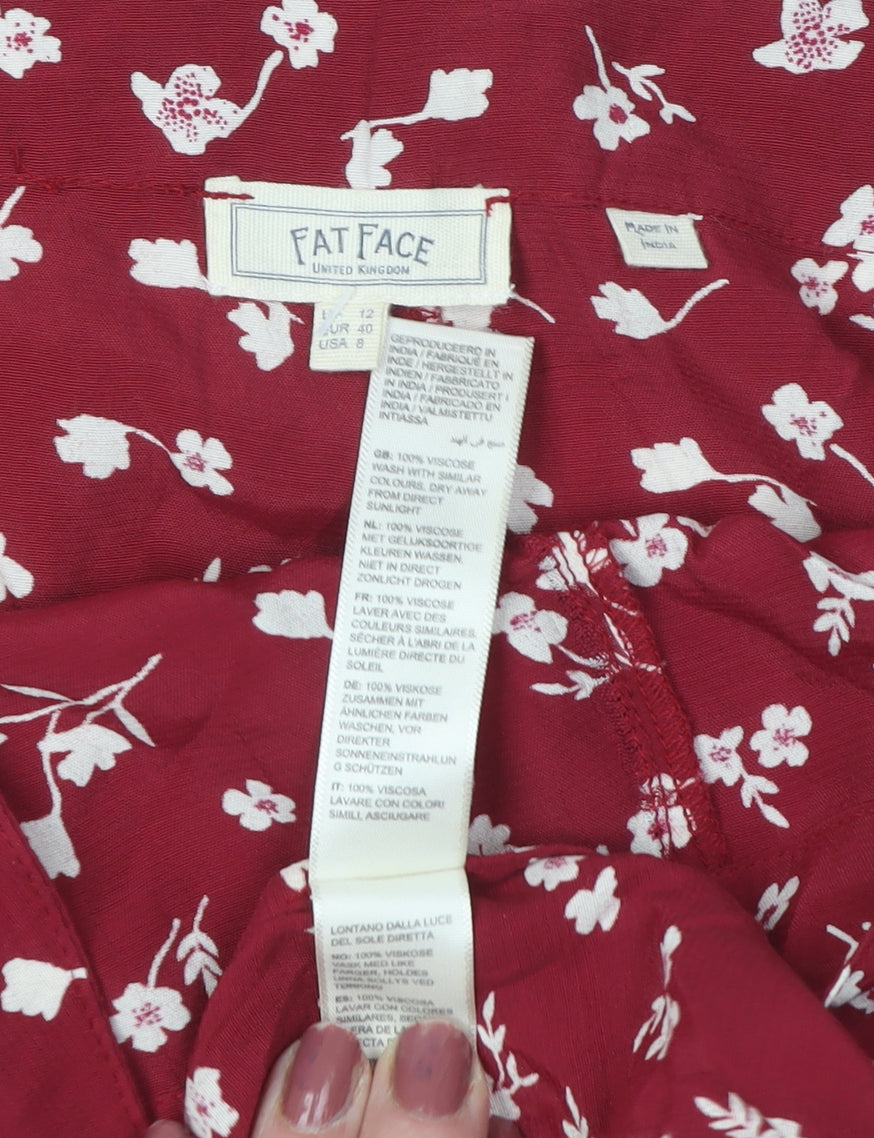 FAT FACE
UNITED KINGDOM
MADE IN
INDIA
12
EUR 40
USA 8
GEPRODUCEERD IN
INDIA / FABRIQUÉ EN
INDE / HERGESTELLT IN
INDIEN / FABBRICATO
IN INDIA / PRODUSERT I
INDIA / FABRICADO EN
INDIA / VALMISTETTU
INTIASSA
صنع في الهند
GB: 100% VISCOSE
WASH WITH SIMILAR
COLOURS, DRY AWAY
FROM DIRECT
SUNLIGHT
NL: 100% VISCOSE
MET GELIJKSOORTIGE
KLEUREN WASSEN,
NIET IN DIRECT
ZONLICHT DROGEN
FR: 100% VISCOSE
LAVER AVEC DES
COULEURS SIMILAIRES,
SÉCHER À L'ABRI DE LA
LUMIÈRE DIRECTE DU
SOLEIL
DE: 100% VISKOSE
ZUSAMMEN MIT
ÄHNLICHEN FARBEN
WASCHEN, VOR
DIREKTER
SONNENEINSTRAHLUN
G SCHÜTZEN
IT: 100% VISCOSA
LAVARE CON COLORI
SIMILI, ASCIUGARE
LONTANO DALLA LUCE
DEL SOLE DIRETTA
NO: 100% VISKOSE
VASK MED LIKE
FARGER, HOLDES
ES: 100% VISCOSA
LAVAR CON COLORES
SIMILARES,
DE LA